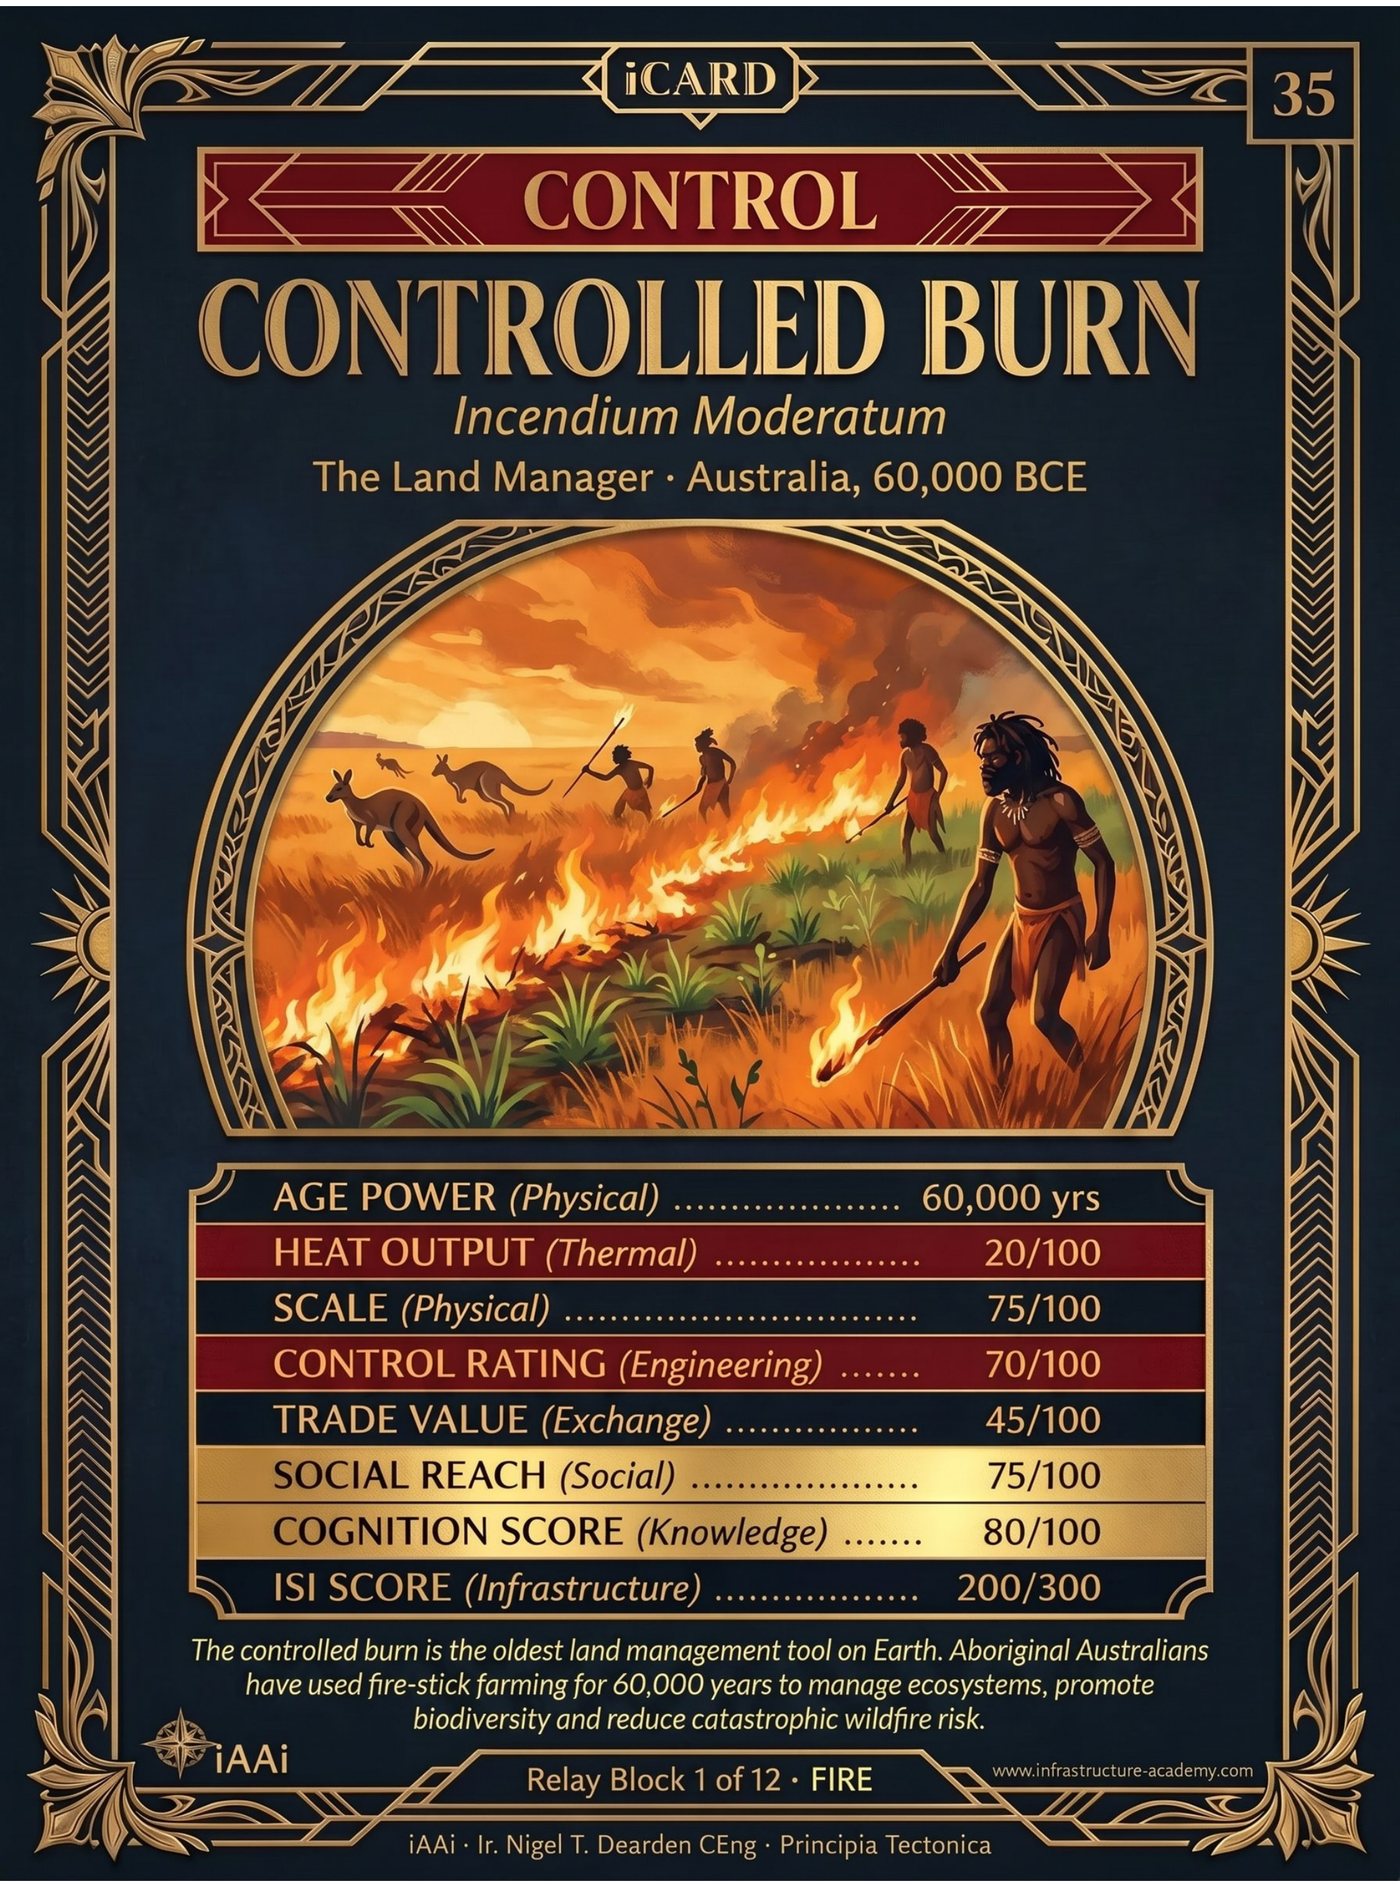 iCARD
35
CONTROL
CONTROLLED BURN
Incendium Moderatum
The Land Manager · Australia, 60,000 BCE
AGE POWER (Physical) .................... 60,000 yrs
HEAT OUTPUT (Thermal) .................. 20/100
SCALE (Physical) ............................... 75/100
CONTROL RATING (Engineering) ....... 70/100
TRADE VALUE (Exchange) ................. 45/100
SOCIAL REACH (Social) .................... 75/100
COGNITION SCORE (Knowledge) ....... 80/100
ISI SCORE (Infrastructure) .................. 200/300
The controlled burn is the oldest land management tool on Earth. Aboriginal Australians
have used fire-stick farming for 60,000 years to manage ecosystems, promote
biodiversity and reduce catastrophic wildfire risk.
iAAi
Relay Block 1 of 12 · FIRE
www.infrastructure-academy.com
iAAi · Ir. Nigel T. Dearden CEng · Principia Tectonica